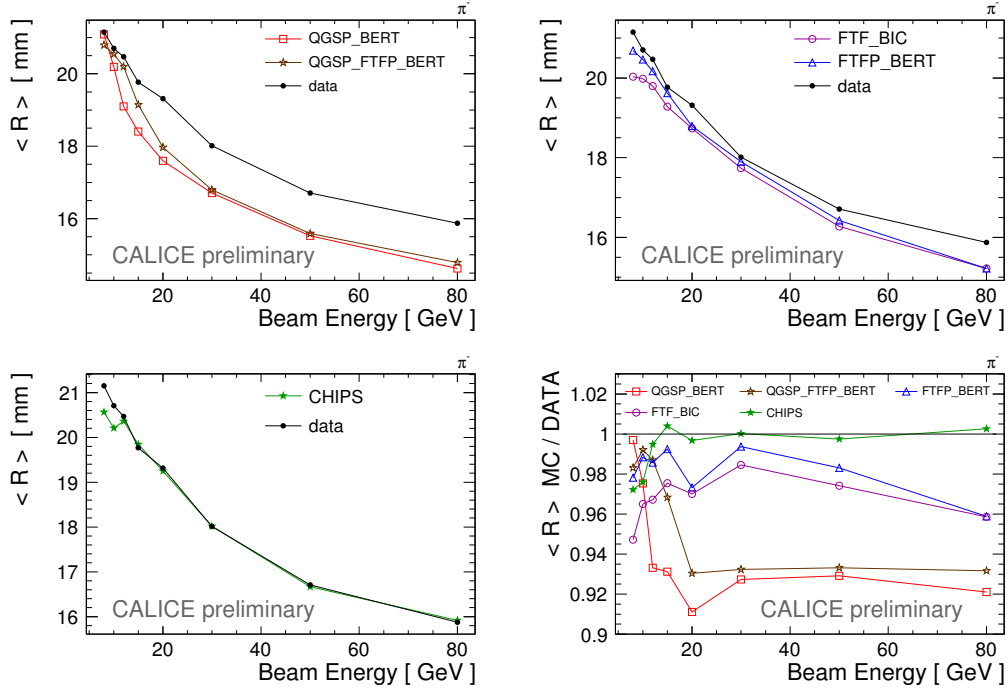 π-
< R > [ mm ]
QGSP_BERT
QGSP_FTFP_BERT
data
20
18
16
CALICE preliminary
20 40 60 80
Beam Energy [ GeV ]
π-
< R > [ mm ]
FTF_BIC
FTFP_BERT
data
20
18
16
CALICE preliminary
20 40 60 80
Beam Energy [ GeV ]
π-
< R > [ mm ]
CHIPS
data
21
20
19
18
17
16
CALICE preliminary
20 40 60 80
Beam Energy [ GeV ]
π-
< R > MC / DATA
QGSP_BERT QGSP_FTFP_BERT FTFP_BERT
FTF_BIC CHIPS
1.02
1
0.98
0.96
0.94
0.92
0.9
CALICE preliminary
20 40 60 80
Beam Energy [ GeV ]